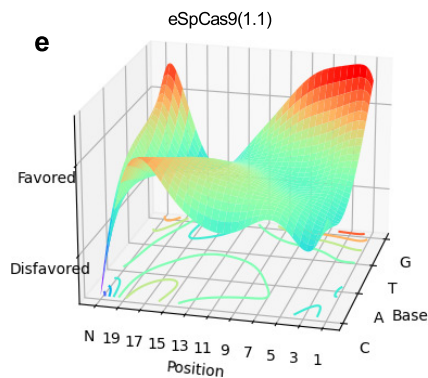 eSpCas9(1.1)
e
Favored
Disfavored
G
T
A Base
C
N 19 17 15 13 11 9 7 5 3 1
Position